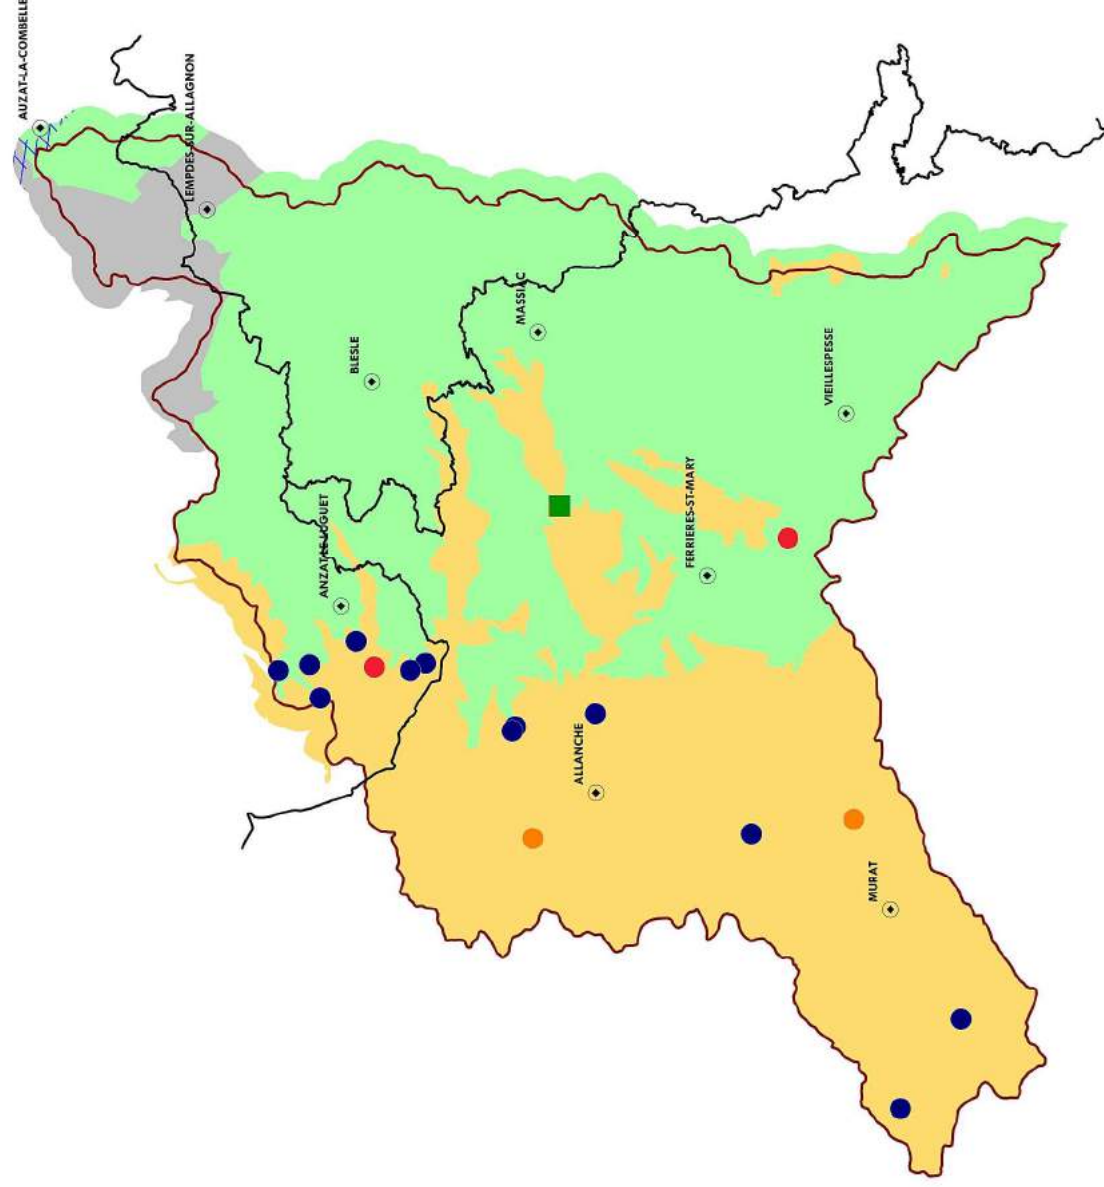 AUZAT-LA-COMBELLE
LEMPDES-SUR-ALLAGNON
BLESLE
MASSIAC
VIEILLESPESSE
ANZAT-LE-LUGUET
FERRIERES-ST-MARY
ALLANCHE
MURAT